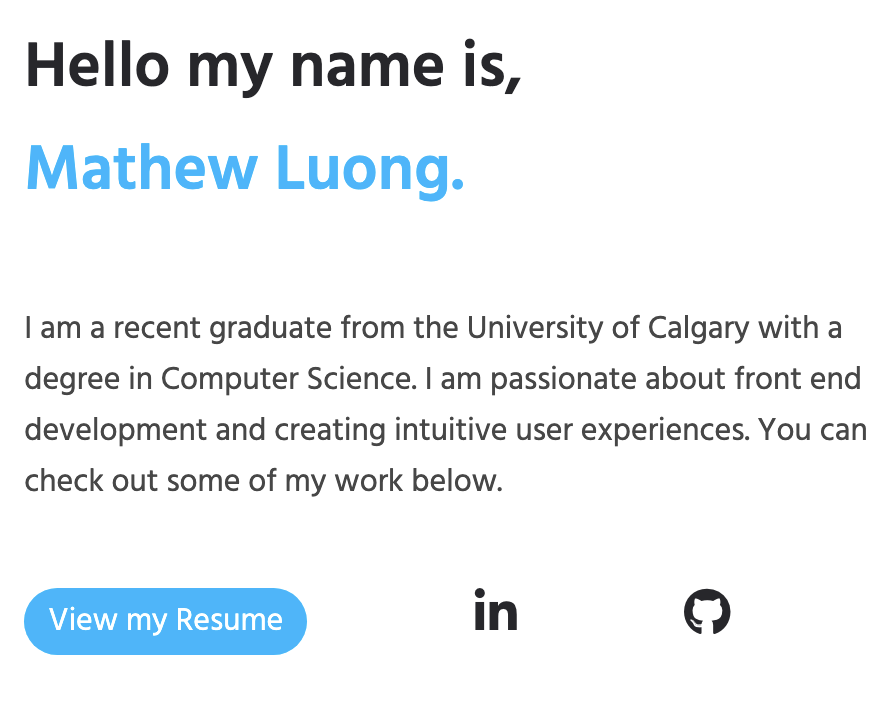 Hello my name is,
Mathew Luong.
I am a recent graduate from the University of Calgary with a
degree in Computer Science. I am passionate about front end
development and creating intuitive user experiences. You can
check out some of my work below.
View my Resume
in